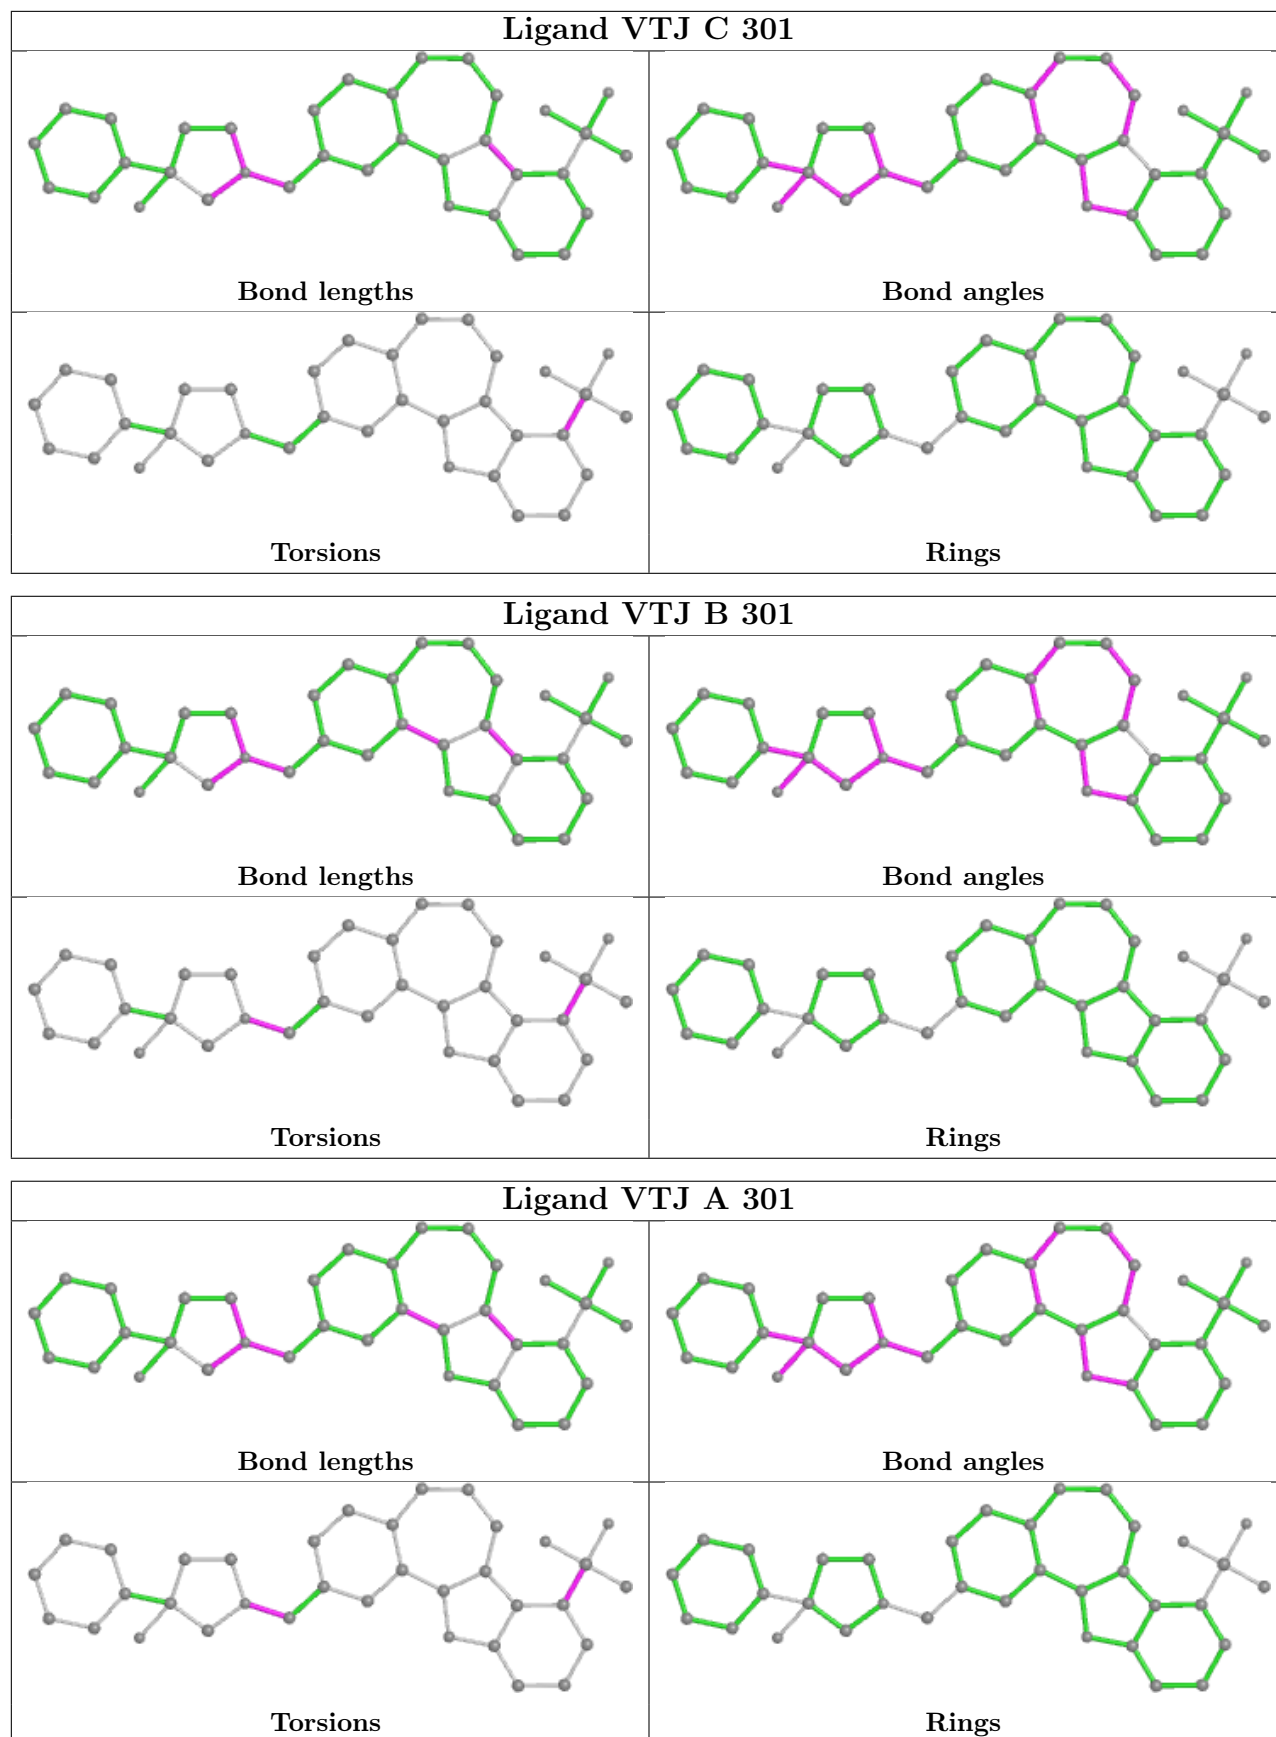 Ligand VTJ C 301
Bond lengths
Bond angles
Torsions
Rings
Ligand VTJ B 301
Bond lengths
Bond angles
Torsions
Rings
Ligand VTJ A 301
Bond lengths
Bond angles
Torsions
Rings